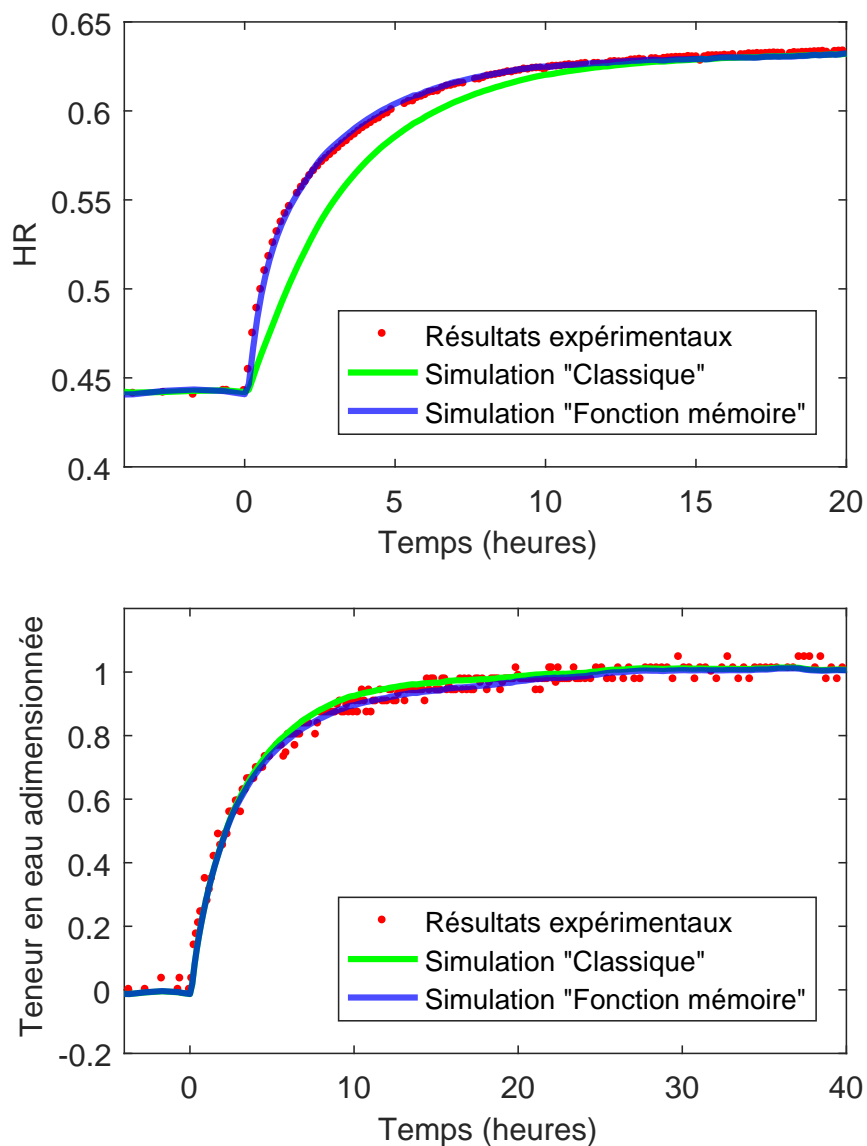 0.65
0.6
0.55
0.5
0.45
0.4
HR
0 5 10 15 20
Temps (heures)
Résultats expérimentaux
Simulation "Classique"
Simulation "Fonction mémoire"
1
0.8
0.6
0.4
0.2
0
-0.2
Teneur en eau adimensionnée
0 10 20 30 40
Temps (heures)
Résultats expérimentaux
Simulation "Classique"
Simulation "Fonction mémoire"